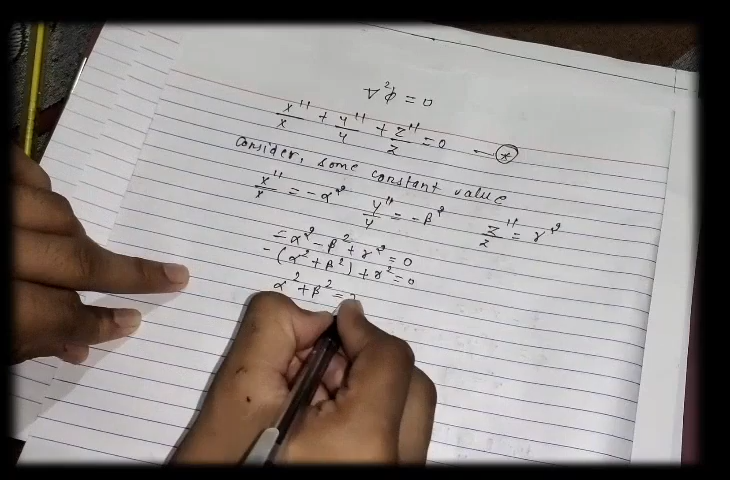 ∇²φ = 0
X''/X + Y''/Y + Z''/Z = 0 — ⊛
Consider, some constant value
X''/X = -α² Y''/Y = -β² Z''/Z = γ²
= α² - β² + γ² = 0
-(α² + β²) + γ² = 0
α² + β² =